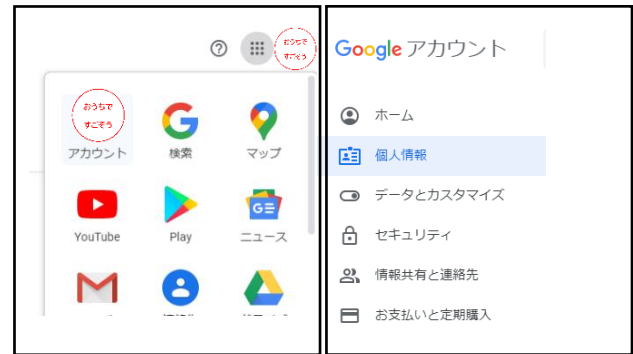 おうちで
すごそう
おうちで
すごそう
アカウント
検索
マップ
YouTube
Play
ニュース
Google アカウント
ホーム
個人情報
データとカスタマイズ
セキュリティ
情報共有と連絡先
お支払いと定期購入